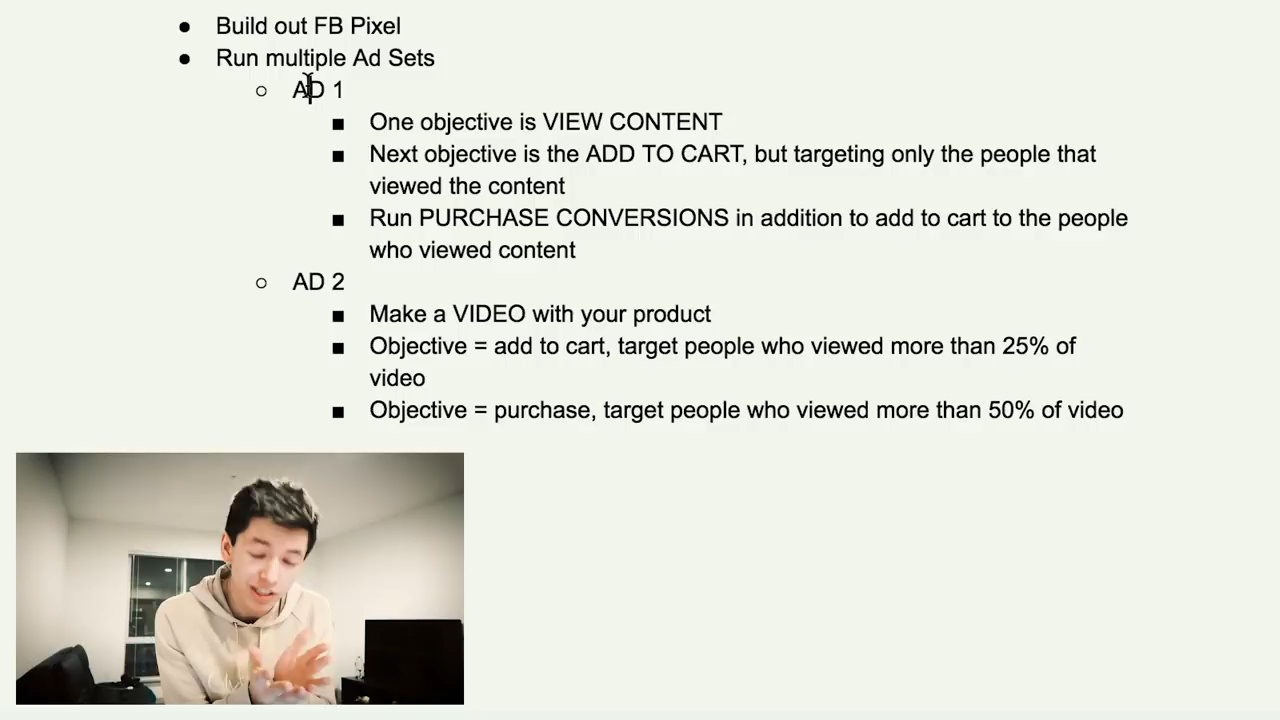 Build out FB Pixel
Run multiple Ad Sets
AD 1
One objective is VIEW CONTENT
Next objective is the ADD TO CART, but targeting only the people that
viewed the content
Run PURCHASE CONVERSIONS in addition to add to cart to the people
who viewed content
AD 2
Make a VIDEO with your product
Objective = add to cart, target people who viewed more than 25% of
video
Objective = purchase, target people who viewed more than 50% of video